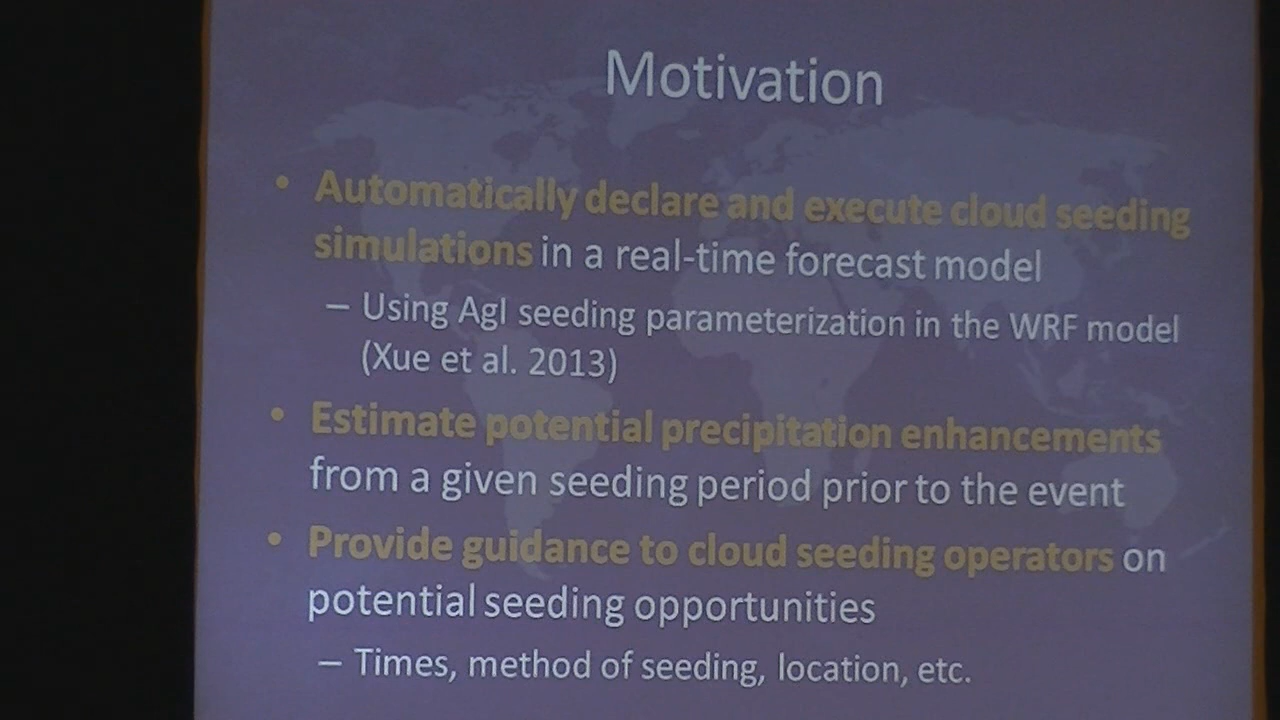 Motivation
• Automatically declare and execute cloud seeding
simulations in a real-time forecast model
– Using AgI seeding parameterization in the WRF model
(Xue et al. 2013)
• Estimate potential precipitation enhancements
from a given seeding period prior to the event
• Provide guidance to cloud seeding operators on
potential seeding opportunities
– Times, method of seeding, location, etc.